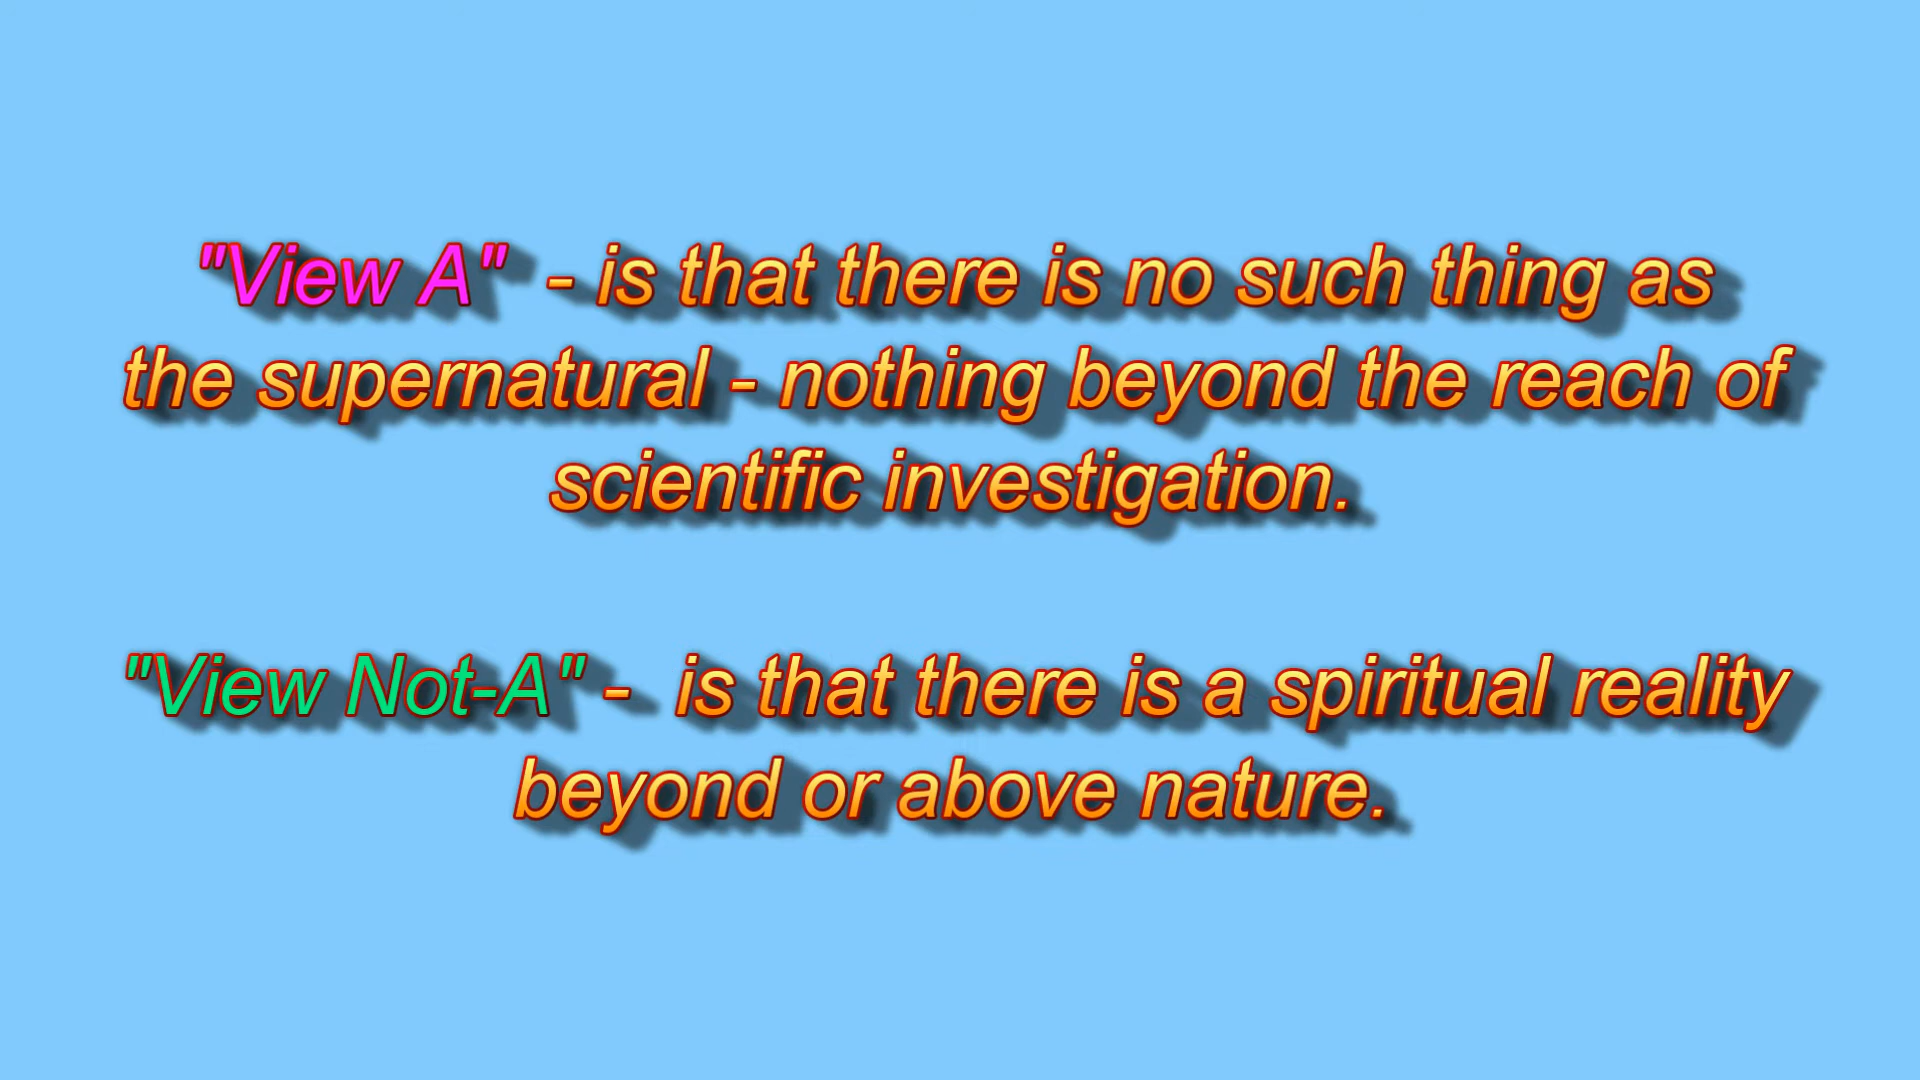 "View A" - is that there is no such thing as
the supernatural - nothing beyond the reach of
scientific investigation.
"View Not-A" - is that there is a spiritual reality
beyond or above nature.